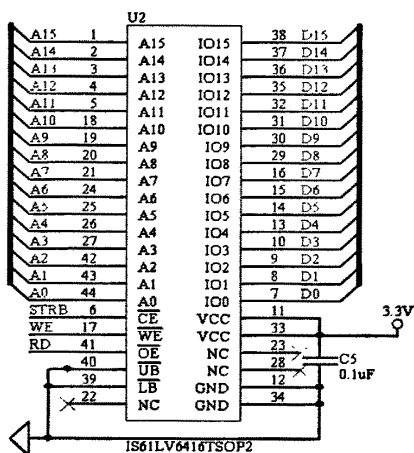 U2
A15 1 A15 IO15 38 D15
A14 2 A14 IO14 37 D14
A13 3 A13 IO13 36 D13
A12 4 A12 IO12 35 D12
A11 5 A11 IO11 32 D11
A10 18 A10 IO10 31 D10
A9 19 A9 IO9 30 D9
A8 20 A8 IO8 29 D8
A7 21 A7 IO7 16 D7
A6 24 A6 IO6 15 D6
A5 25 A5 IO5 14 D5
A4 26 A4 IO4 13 D4
A3 27 A3 IO3 10 D3
A2 42 A2 IO2 9 D2
A1 43 A1 IO1 8 D1
A0 44 A0 IO0 7 D0
STRB 6 CE VCC 11
WE 17 WE VCC 33 3.3V
RD 41 OE NC 23
40 UB NC 28 C5
39 LB GND 12 0.1uF
22 NC GND 34
IS61LV6416TSOP2